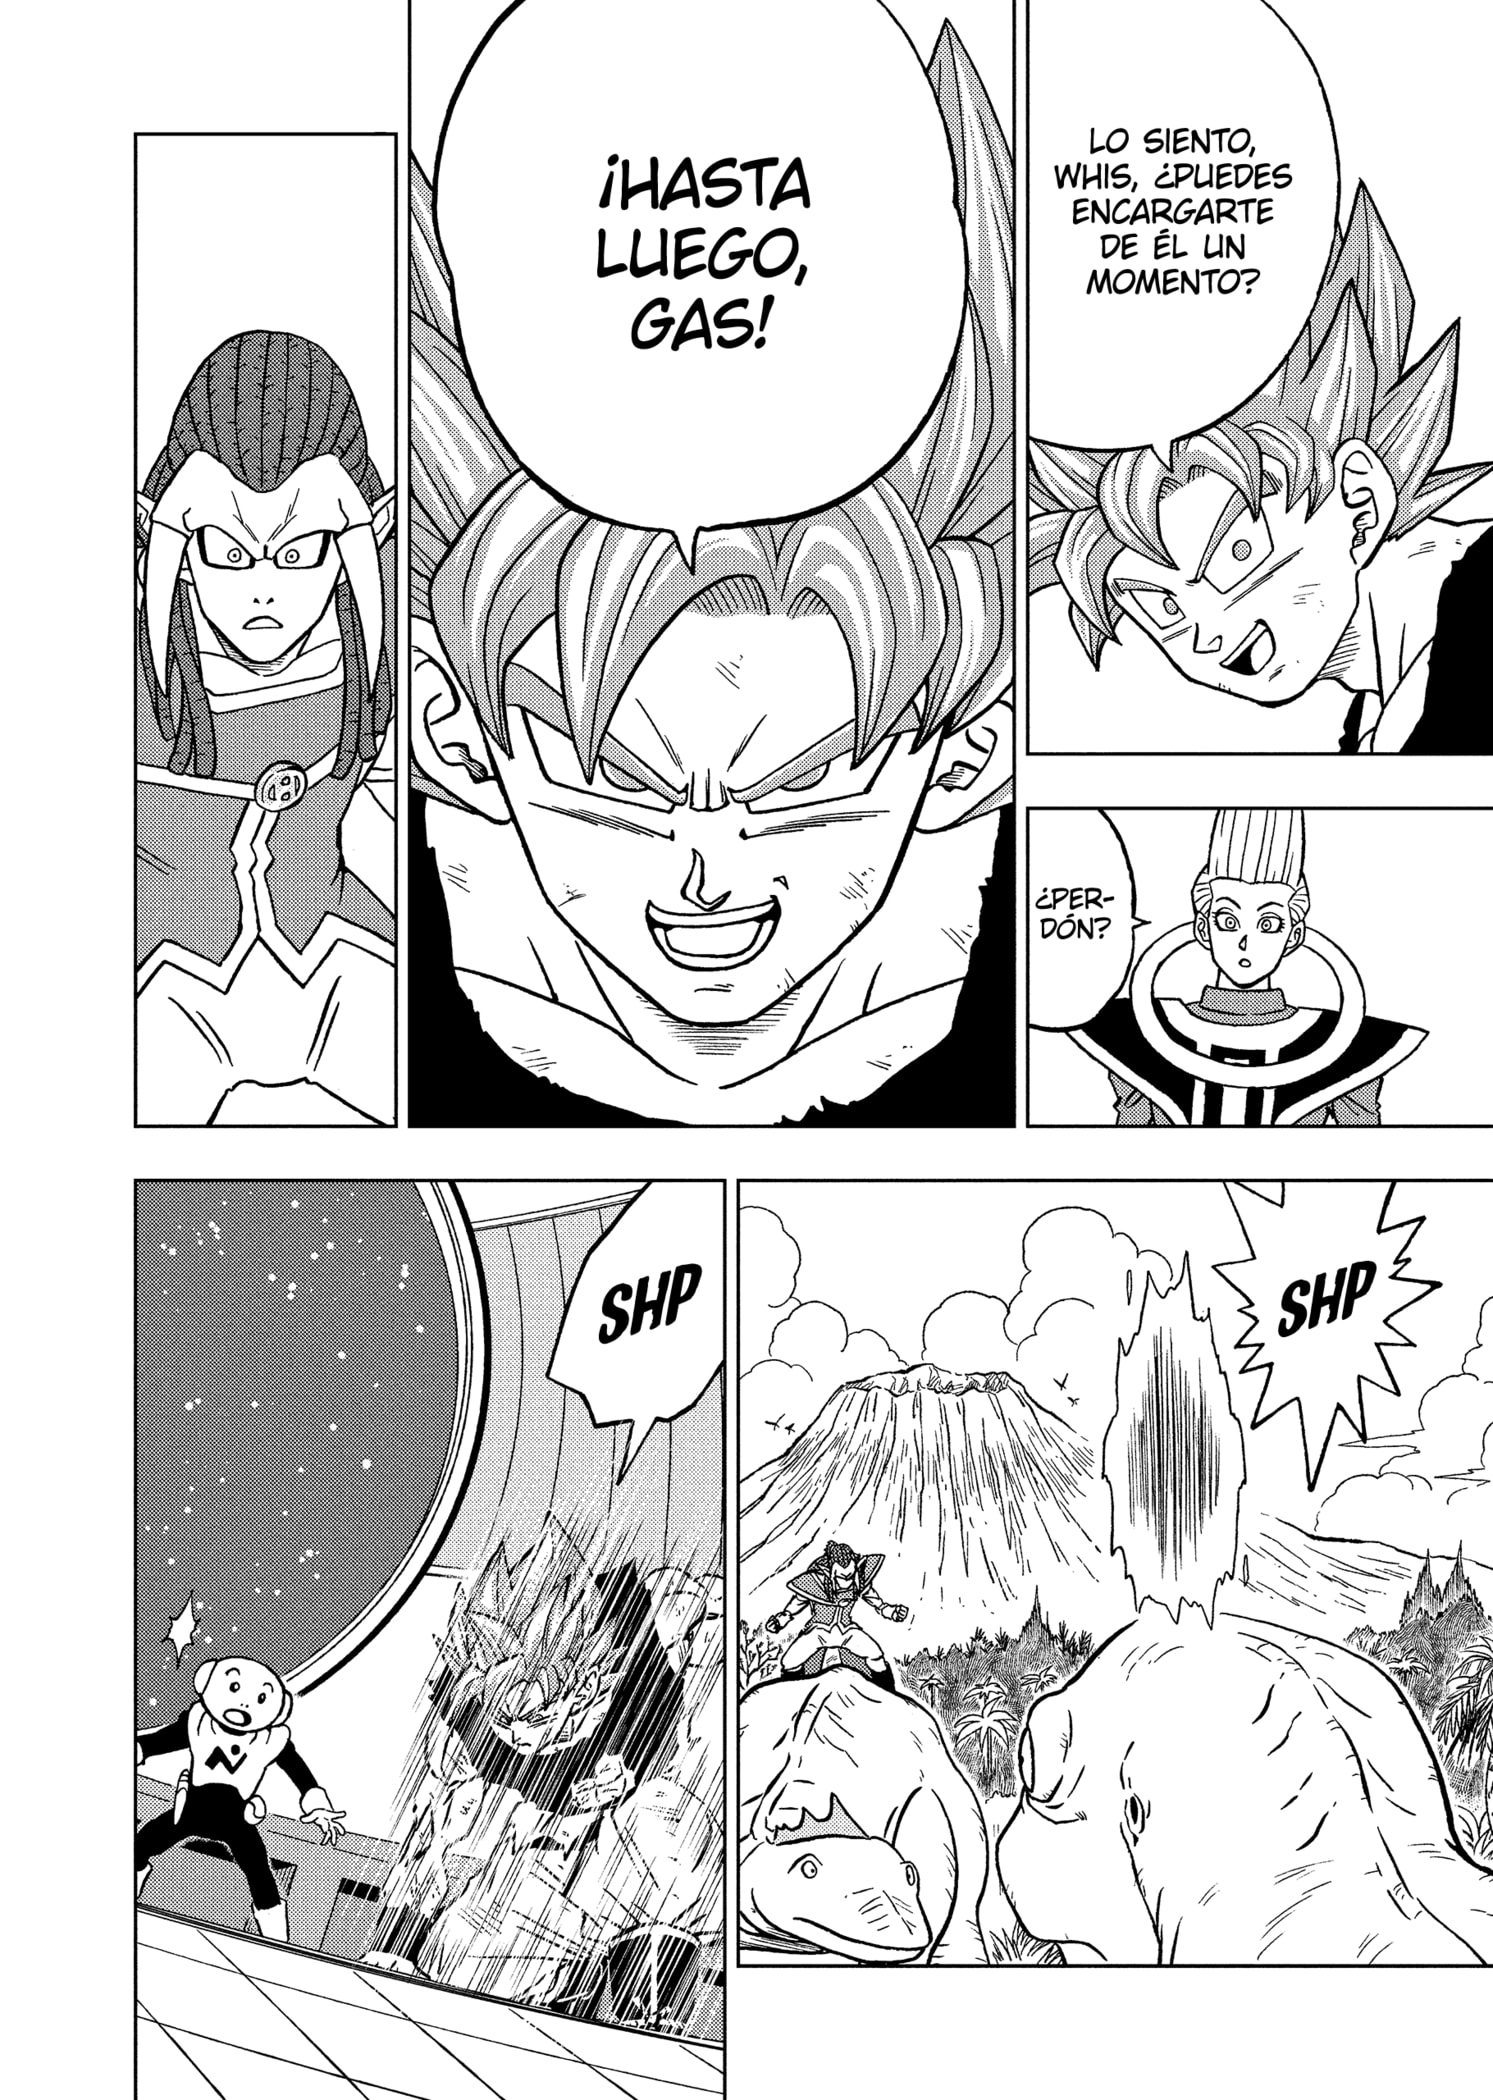 LO SIENTO,
WHIS, ¿PUEDES
ENCARGARTE
DE ÉL UN
MOMENTO?
¿PER-
DÓN?
¡HASTA
LUEGO,
GAS!
SHP
SHP